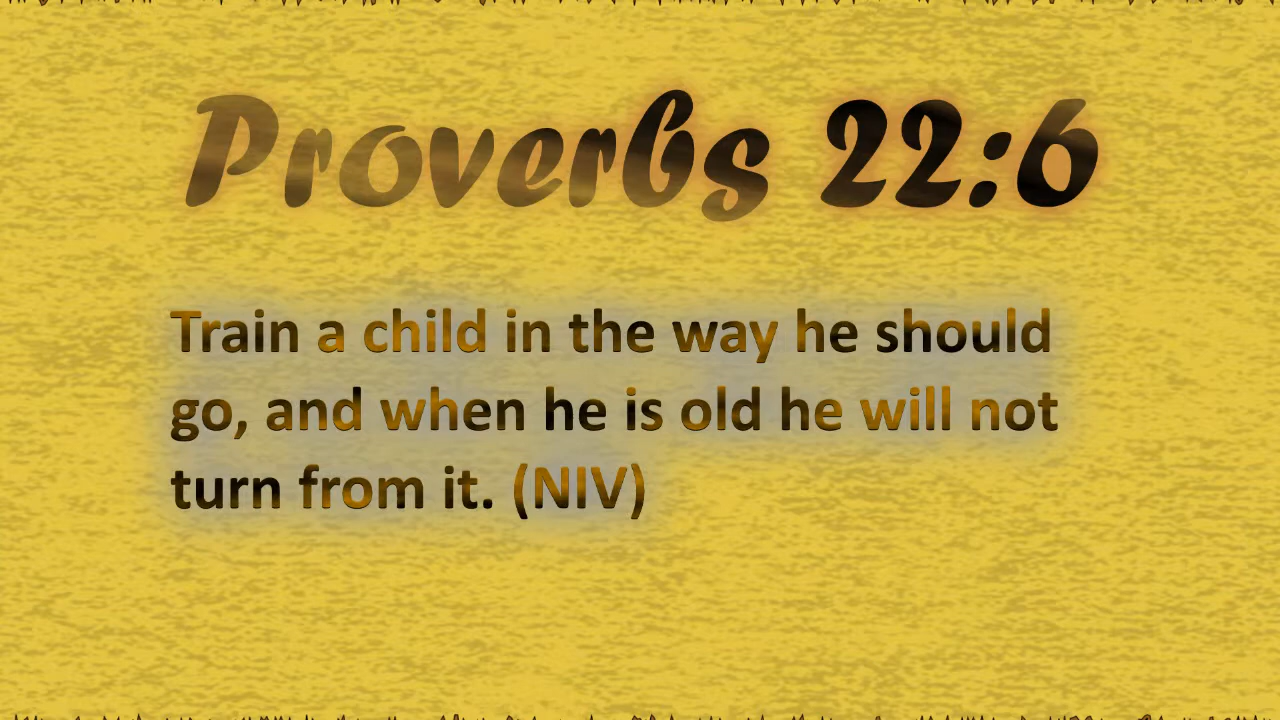 Proverbs 22:6
Train a child in the way he should
go, and when he is old he will not
turn from it. (NIV)